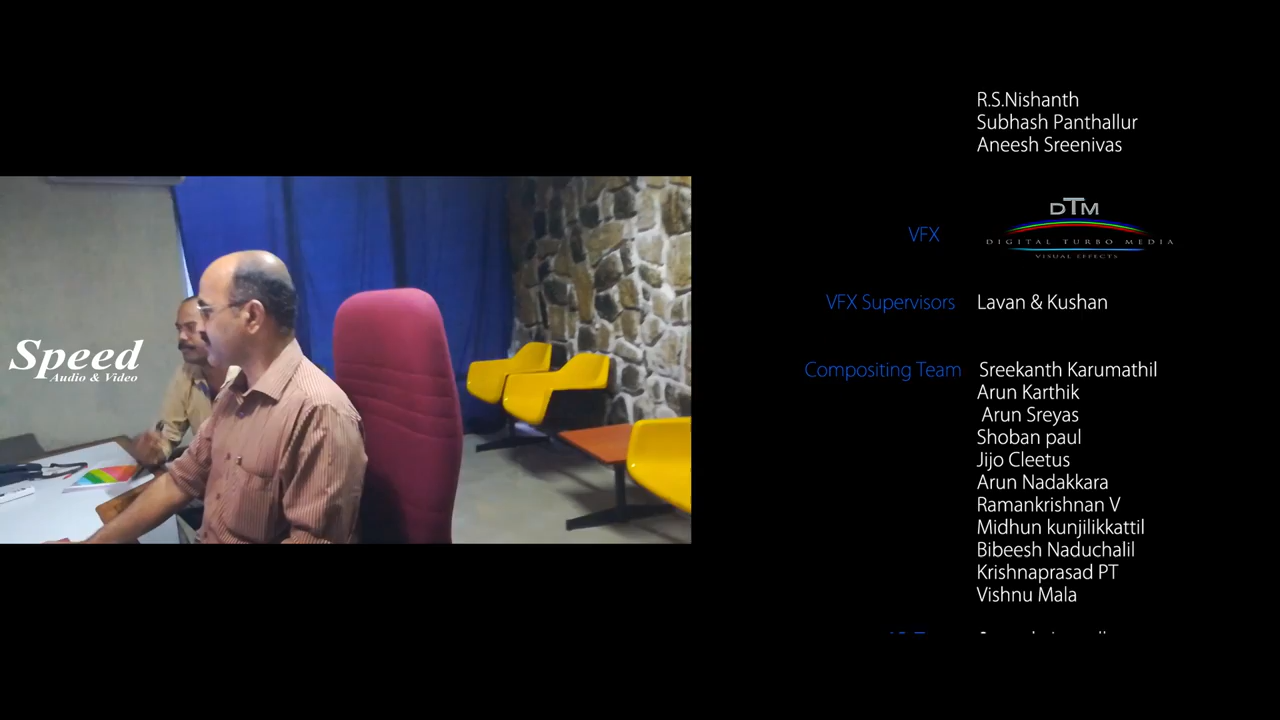 Speed
Audio & Video
R.S.Nishanth
Subhash Panthallur
Aneesh Sreenivas
VFX
DTM
DIGITAL TURBO MEDIA
VISUAL EFFECTS
VFX Supervisors Lavan & Kushan
Compositing Team Sreekanth Karumathil
Arun Karthik
Arun Sreyas
Shoban paul
Jijo Cleetus
Arun Nadakkara
Ramankrishnan V
Midhun kunjilikkattil
Bibeesh Naduchalil
Krishnaprasad PT
Vishnu Mala